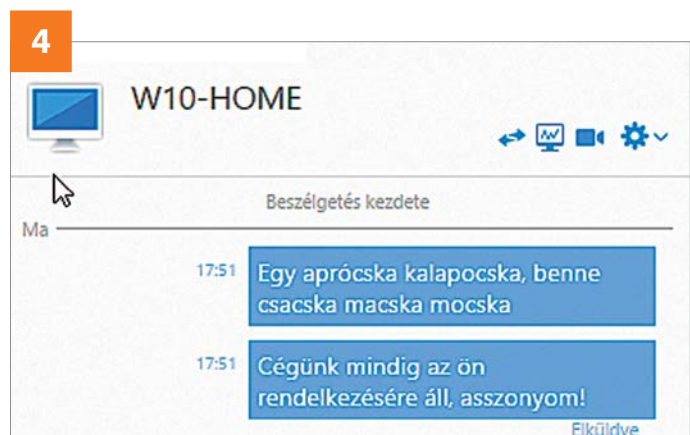 4
W10-HOME
Beszélgetés kezdete
Ma
17:51
Egy aprócska kalapocska, benne
csacska macska mocska
17:51
Cégünk mindig az ön
rendelkezésére áll, asszonyom!
Elküldve